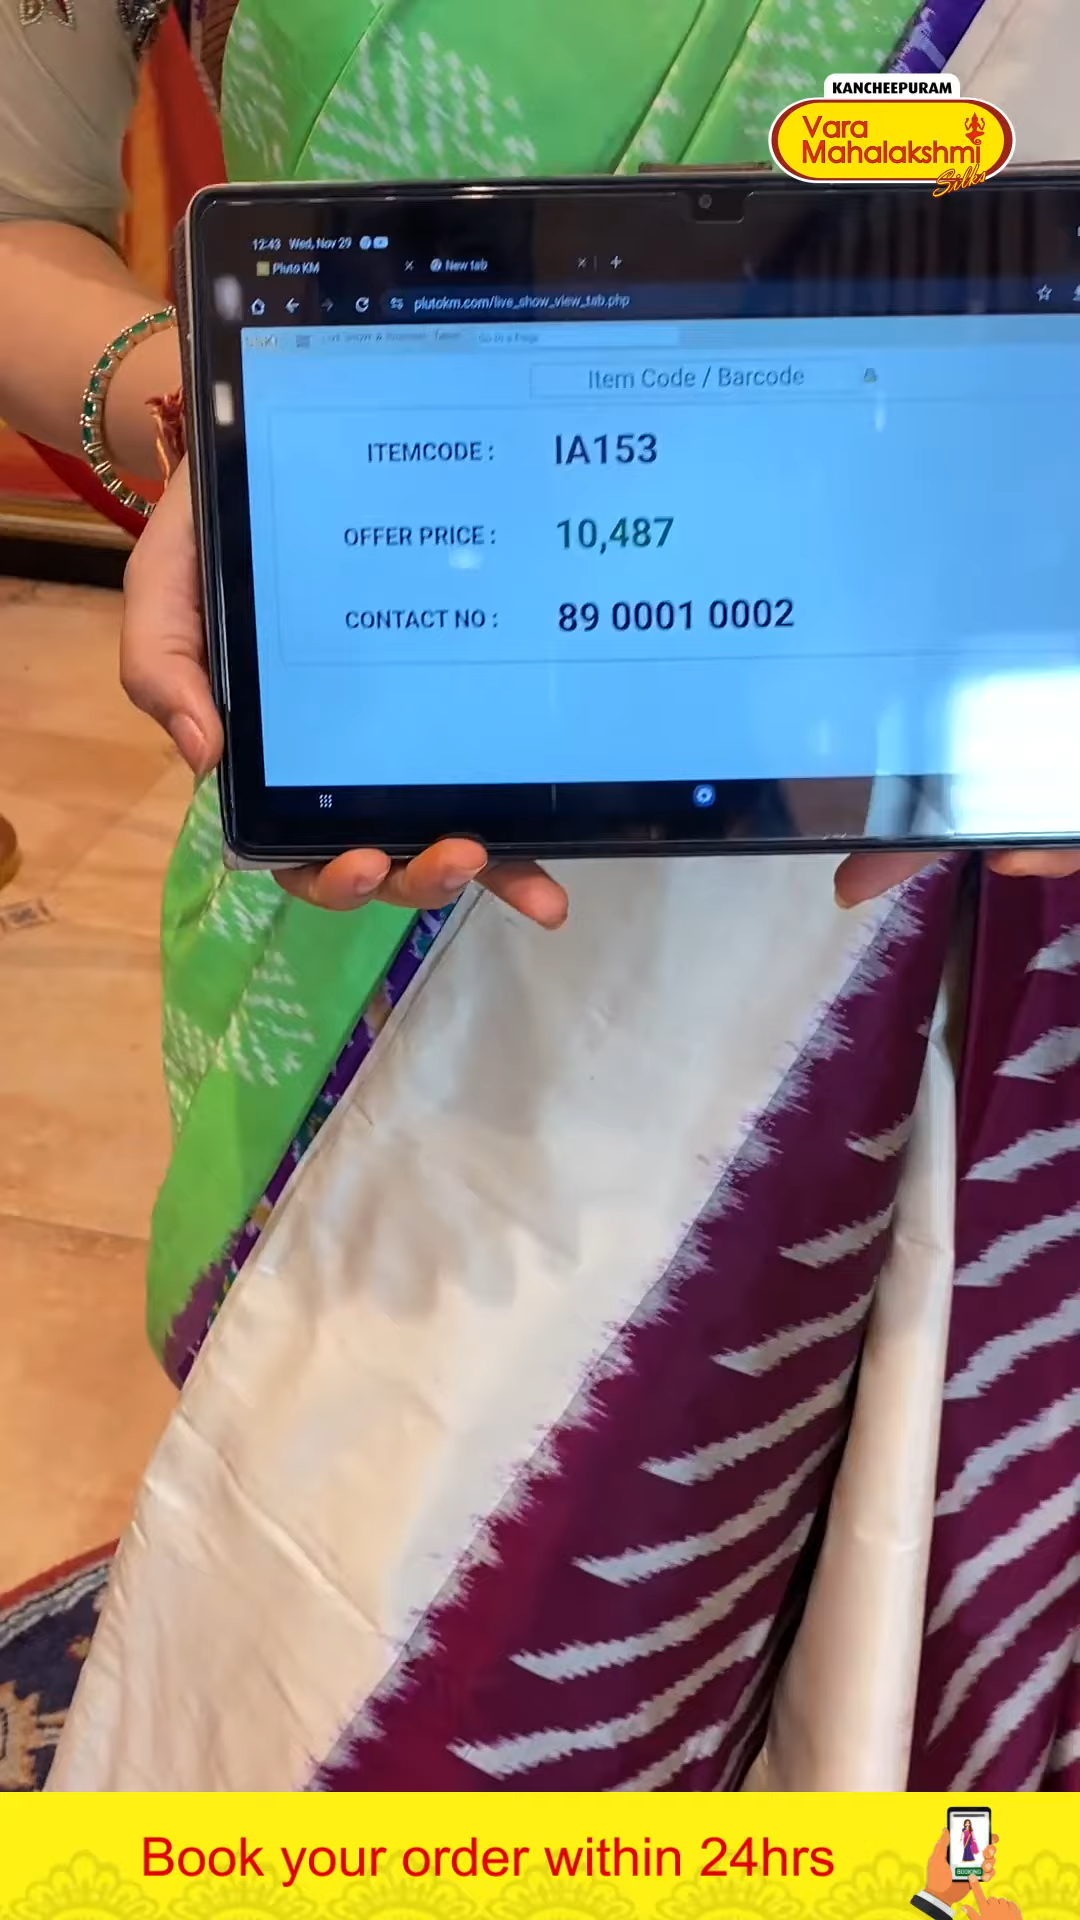 KANCHEEPURAM
Vara
Mahalakshmi
Silks
12:43 Wed, Nov 29
Pluto KM
New tab
plutokm.com/live_show_view_tab.php
Item Code / Barcode
ITEMCODE : IA153
OFFER PRICE : 10,487
CONTACT NO : 89 0001 0002
Book your order within 24hrs
BOOKING